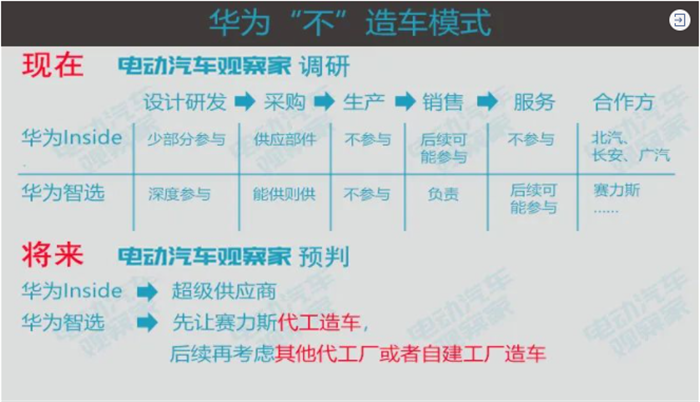 华为“不”造车模式
现在 电动汽车观察家 调研
设计研发 采购 生产 销售 服务 合作方
华为Inside 少部分参与 供应部件 不参与 后续可能参与 不参与 北汽、长安、广汽
华为智选 深度参与 能供则供 不参与 负责 后续可能参与 赛力斯……
将来 电动汽车观察家 预判
华为Inside 超级供应商
华为智选 先让赛力斯代工造车,
后续再考虑其他代工厂或者自建工厂造车